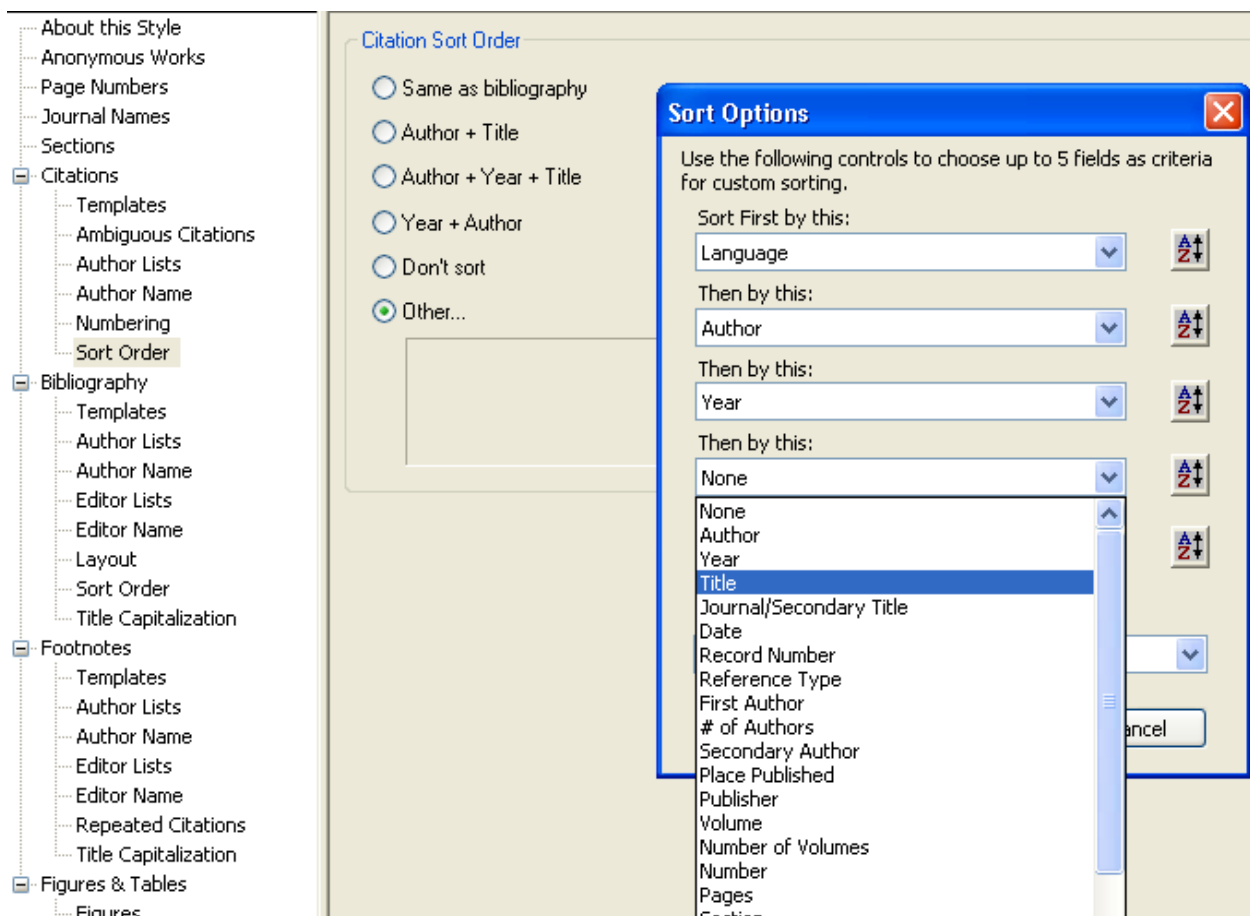 About this Style
Anonymous Works
Page Numbers
Journal Names
Sections
Citations
Templates
Ambiguous Citations
Author Lists
Author Name
Numbering
Sort Order
Bibliography
Templates
Author Lists
Author Name
Editor Lists
Editor Name
Layout
Sort Order
Title Capitalization
Footnotes
Templates
Author Lists
Author Name
Editor Lists
Editor Name
Repeated Citations
Title Capitalization
Figures & Tables
Figures
Citation Sort Order
Same as bibliography
Author + Title
Author + Year + Title
Year + Author
Don't sort
Other...
Sort Options
Use the following controls to choose up to 5 fields as criteria
for custom sorting.
Sort First by this:
Language
Then by this:
Author
Then by this:
Year
Then by this:
None
None
Author
Year
Title
Journal/Secondary Title
Date
Record Number
Reference Type
First Author
# of Authors
Secondary Author
Place Published
Publisher
Volume
Number of Volumes
Number
Pages
Section
ancel